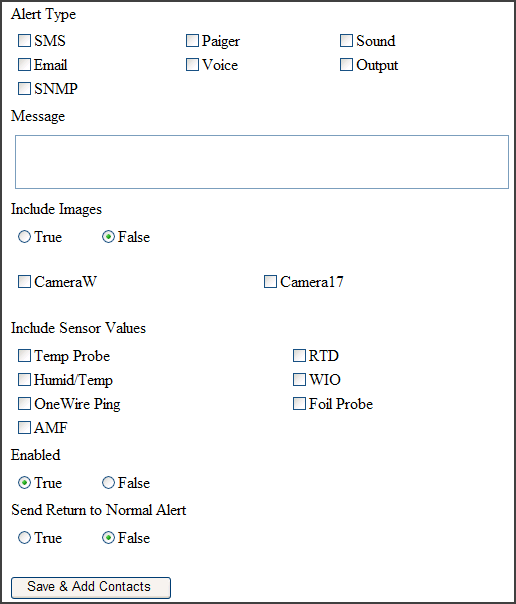 Alert Type
SMS Paiger Sound
Email Voice Output
SNMP
Message
Include Images
True False
CameraW Camera17
Include Sensor Values
Temp Probe RTD
Humid/Temp WIO
OneWire Ping Foil Probe
AMF
Enabled
True False
Send Return to Normal Alert
True False
Save & Add Contacts